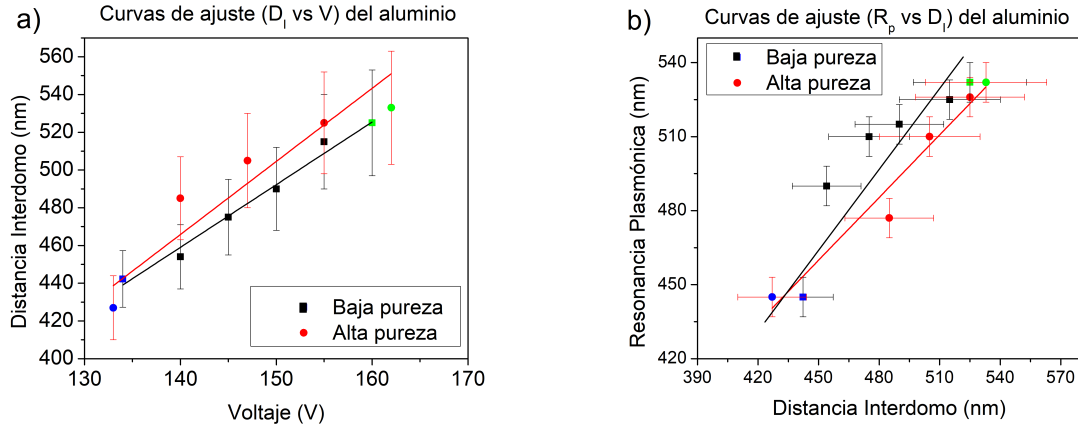 a)
Curvas de ajuste (D_l vs V) del aluminio
Distancia Interdomo (nm)
560
540
520
500
480
460
440
420
400
130
140
150
160
170
Voltaje (V)
Baja pureza
Alta pureza
b)
Curvas de ajuste (R_p vs D_l) del aluminio
Baja pureza
Alta pureza
Resonancia Plasmónica (nm)
540
510
480
450
420
390
420
450
480
510
540
570
Distancia Interdomo (nm)